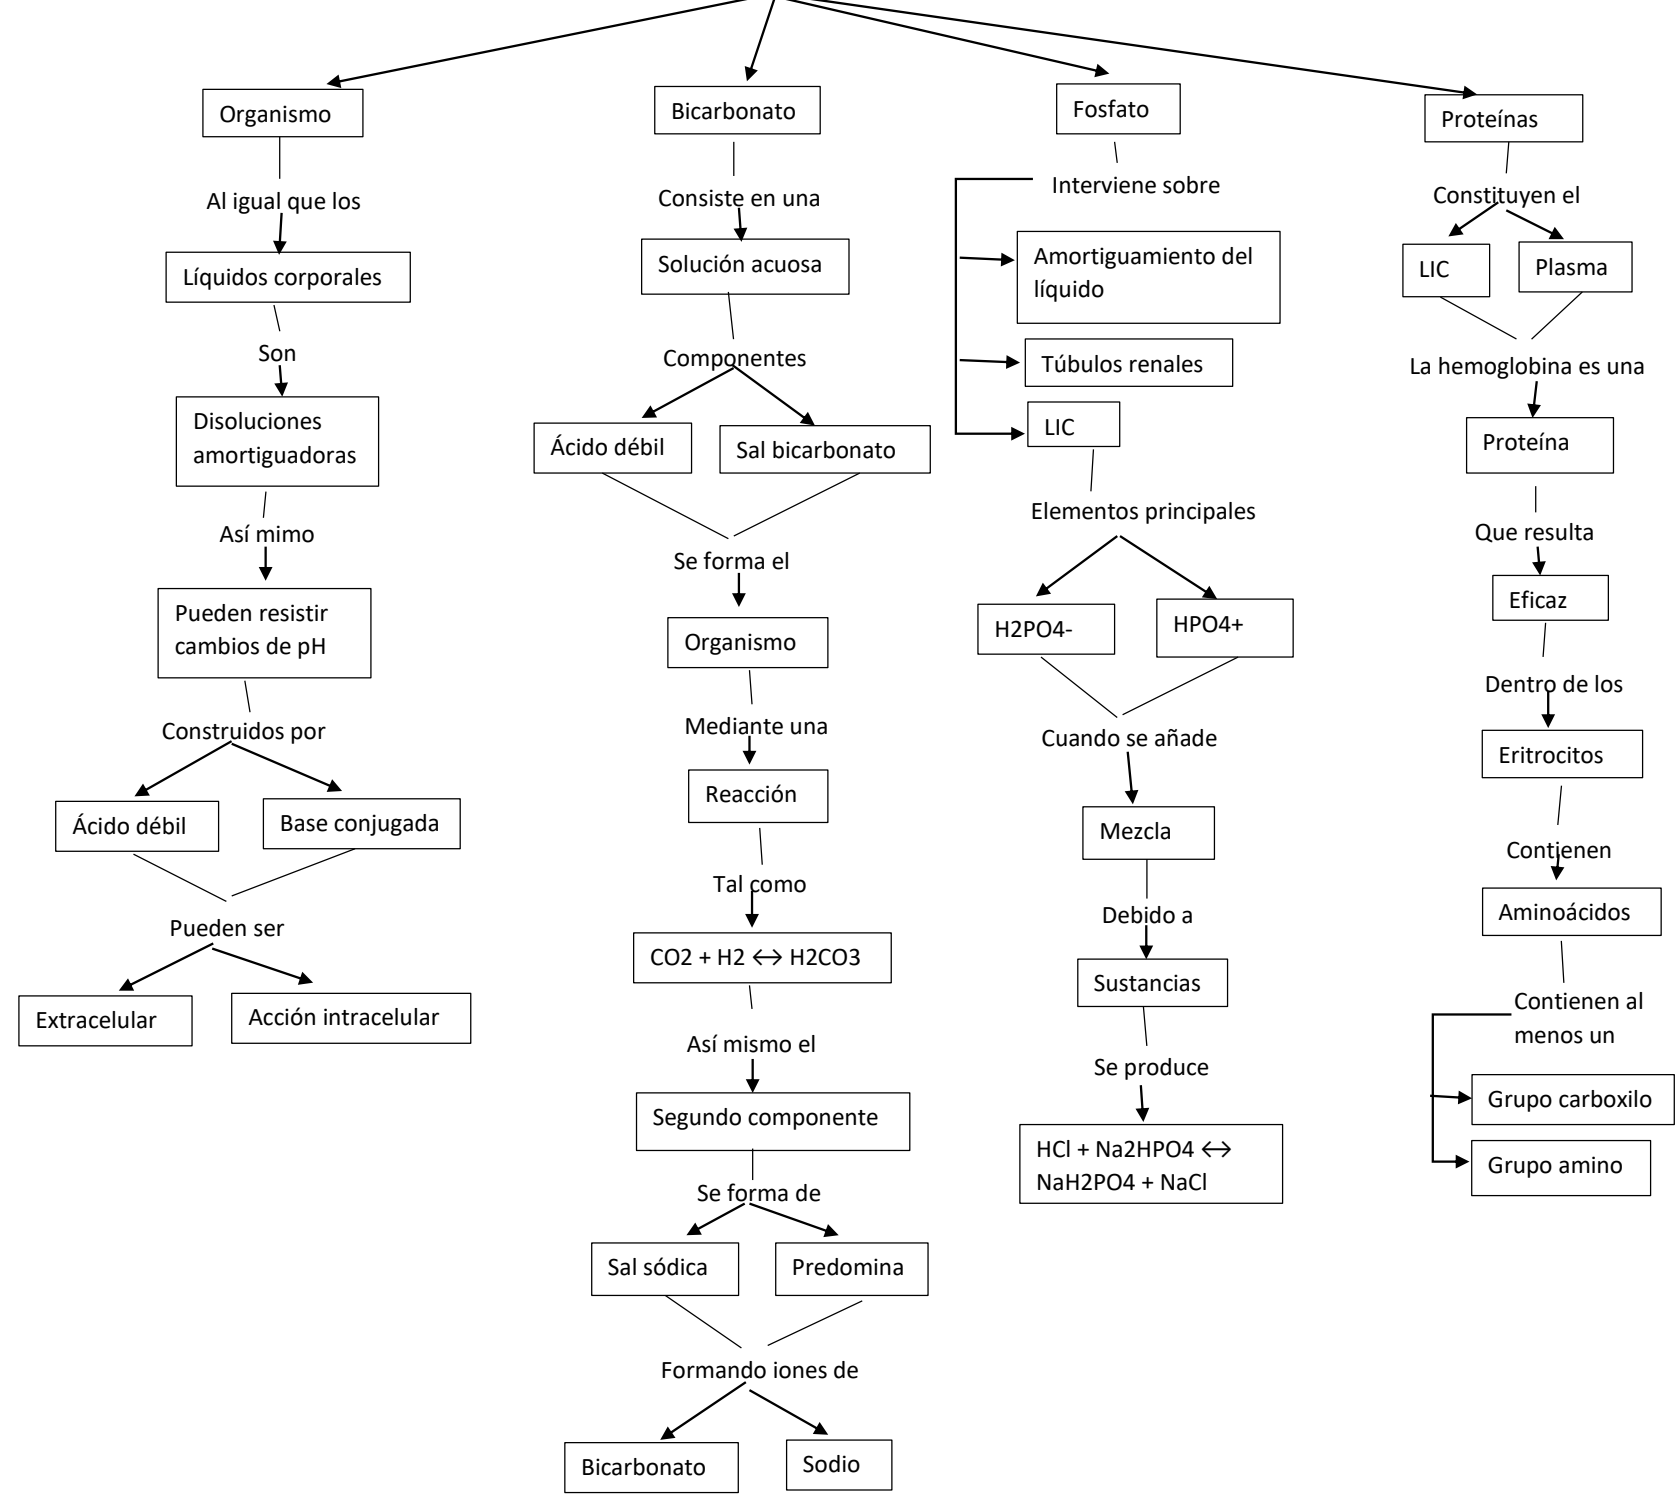 Organismo
Al igual que los
Líquidos corporales
Son
Disoluciones
amortiguadoras
Así mimo
Pueden resistir
cambios de pH
Construidos por
Ácido débil
Base conjugada
Pueden ser
Extracelular
Acción intracelular
Bicarbonato
Consiste en una
Solución acuosa
Componentes
Ácido débil
Sal bicarbonato
Se forma el
Organismo
Mediante una
Reacción
Tal como
CO2 + H2 ↔ H2CO3
Así mismo el
Segundo componente
Se forma de
Sal sódica
Predomina
Formando iones de
Bicarbonato
Sodio
Fosfato
Interviene sobre
Amortiguamiento del
líquido
Túbulos renales
LIC
Elementos principales
H2PO4-
HPO4+
Cuando se añade
Mezcla
Debido a
Sustancias
Se produce
HCl + Na2HPO4 ↔
NaH2PO4 + NaCl
Proteínas
Constituyen el
LIC
Plasma
La hemoglobina es una
Proteína
Que resulta
Eficaz
Dentro de los
Eritrocitos
Contienen
Aminoácidos
Contienen al
menos un
Grupo carboxilo
Grupo amino